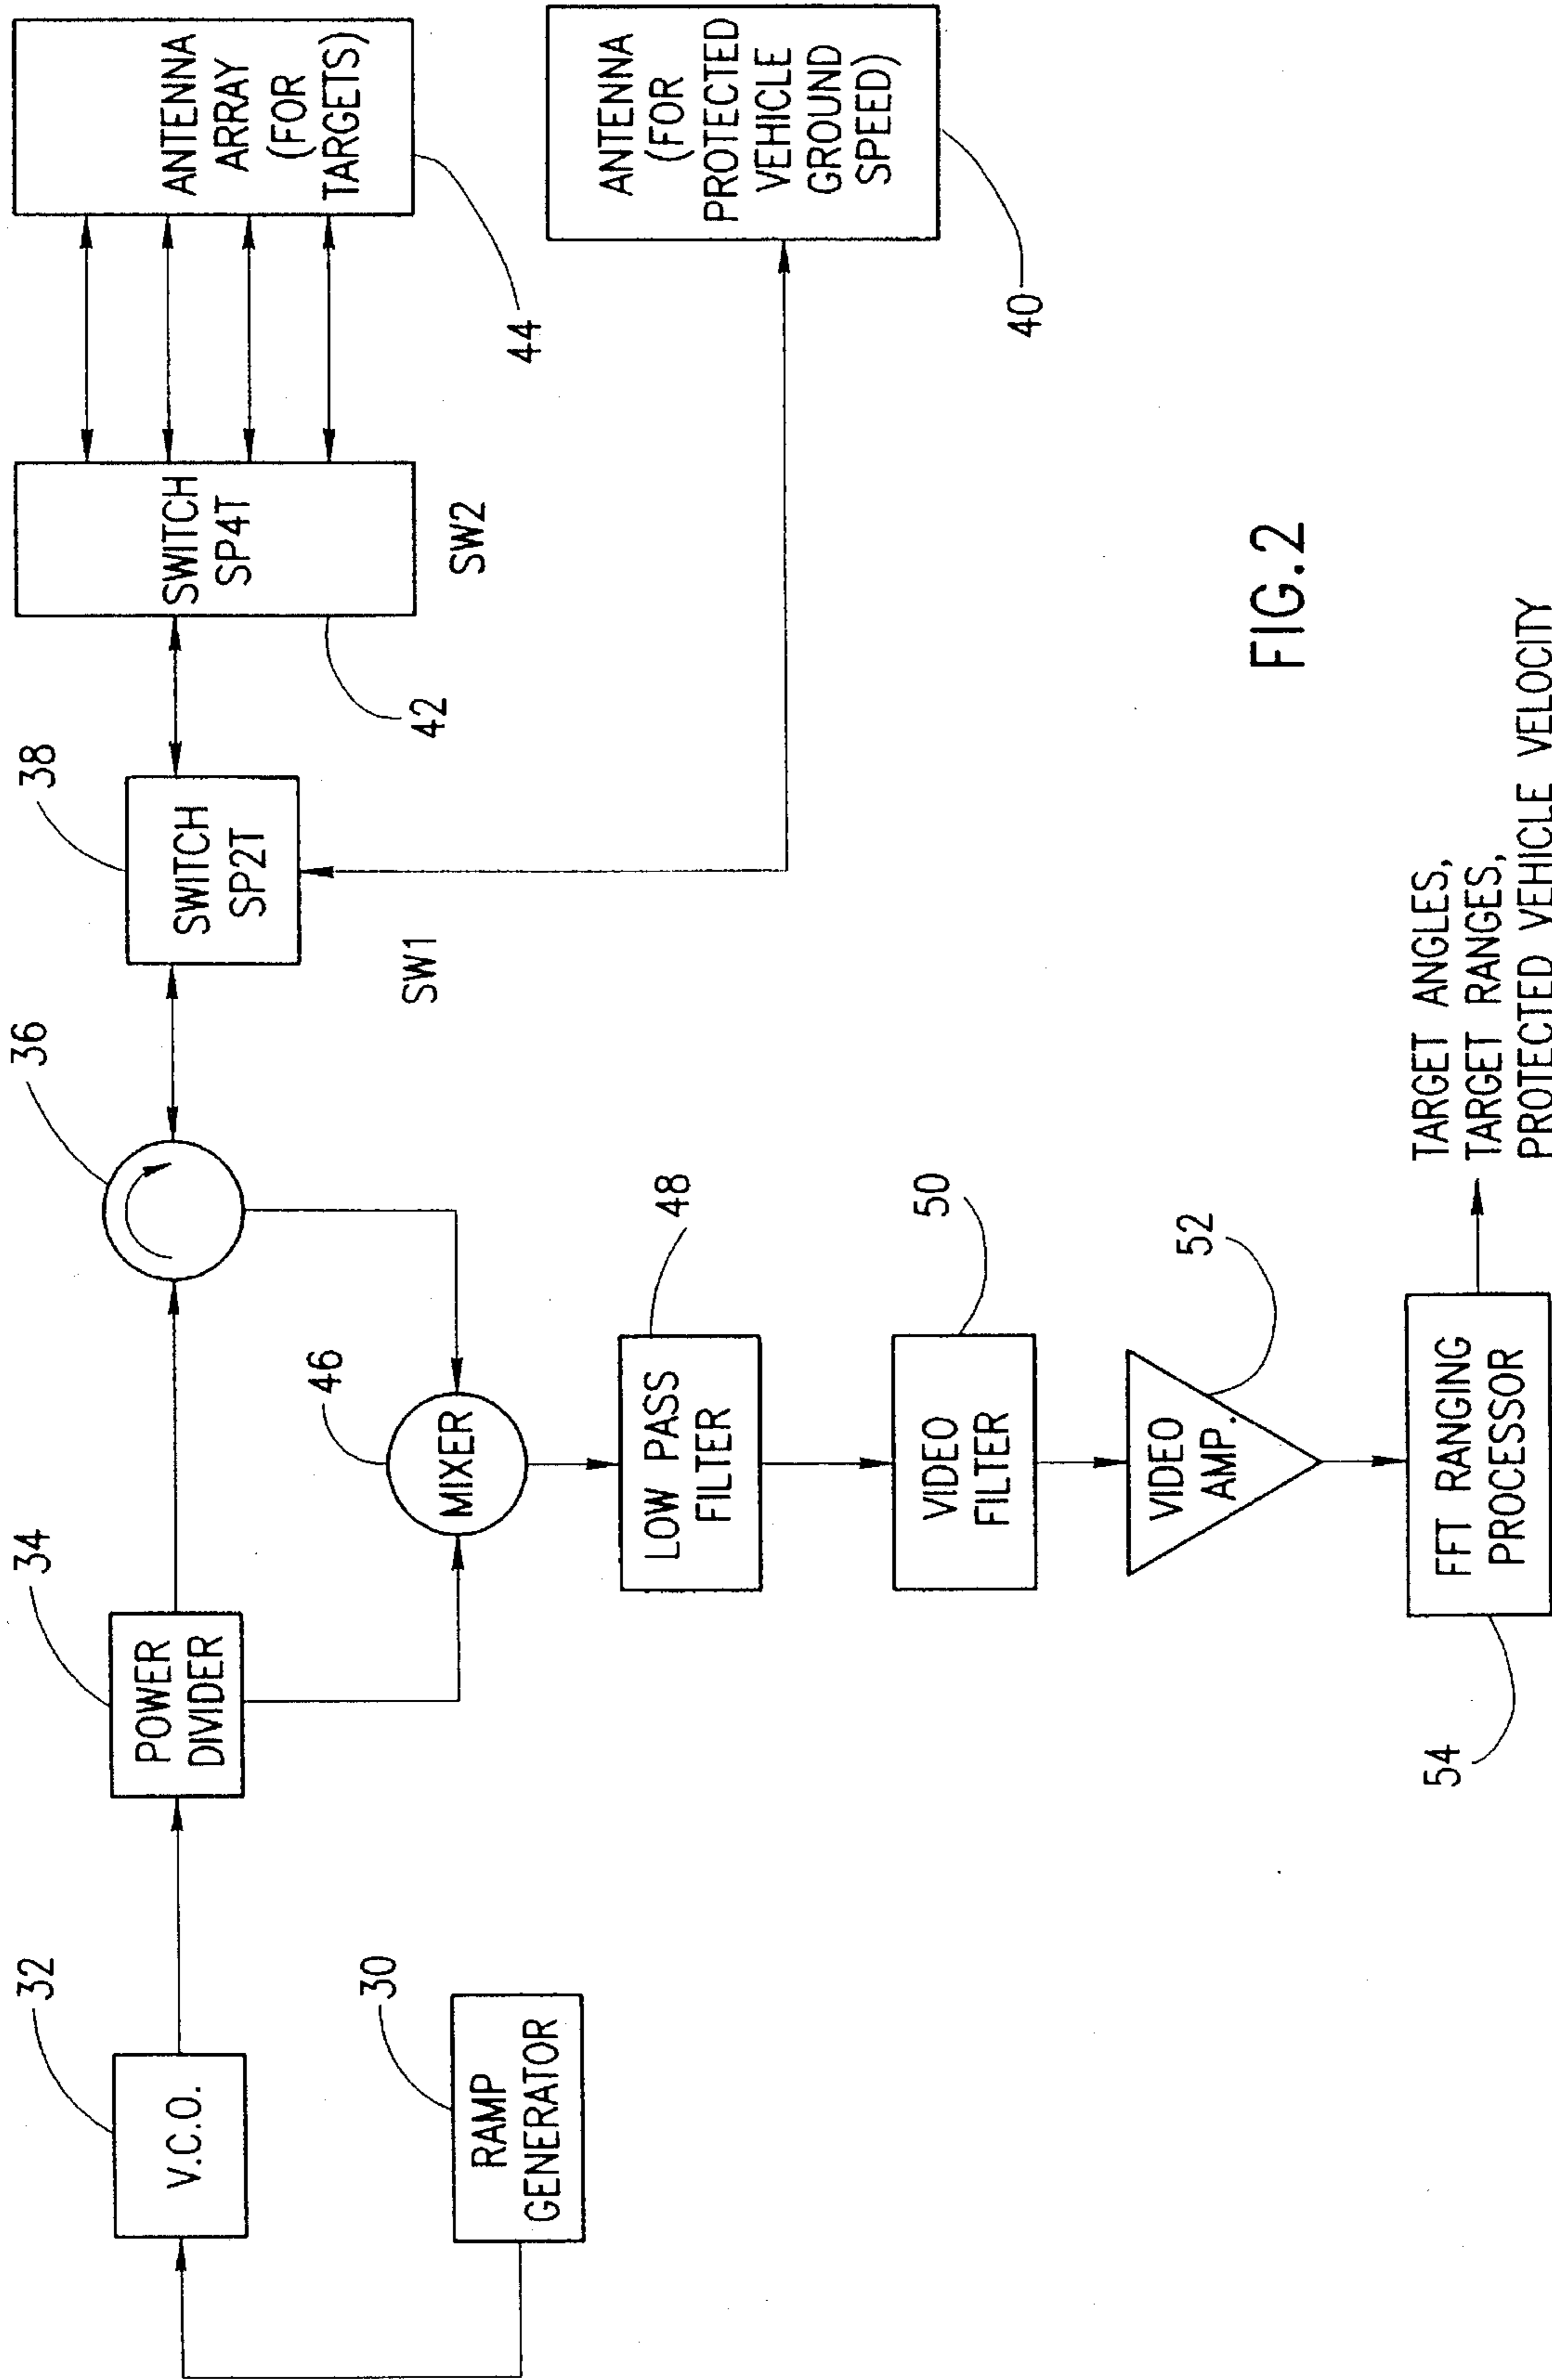 32
V.C.O.
30
RAMP
GENERATOR
34
POWER
DIVIDER
36
46
MIXER
38
SWITCH
SP2T
SW1
42
SWITCH
SP4T
SW2
44
ANTENNA
ARRAY
(FOR
TARGETS)
40
ANTENNA
(FOR
PROTECTED
VEHICLE
GROUND
SPEED)
48
LOW PASS
FILTER
50
VIDEO
FILTER
52
VIDEO
AMP.
54
FFT RANGING
PROCESSOR
TARGET ANGLES,
TARGET RANGES,
PROTECTED VEHICLE VELOCITY
FIG.2